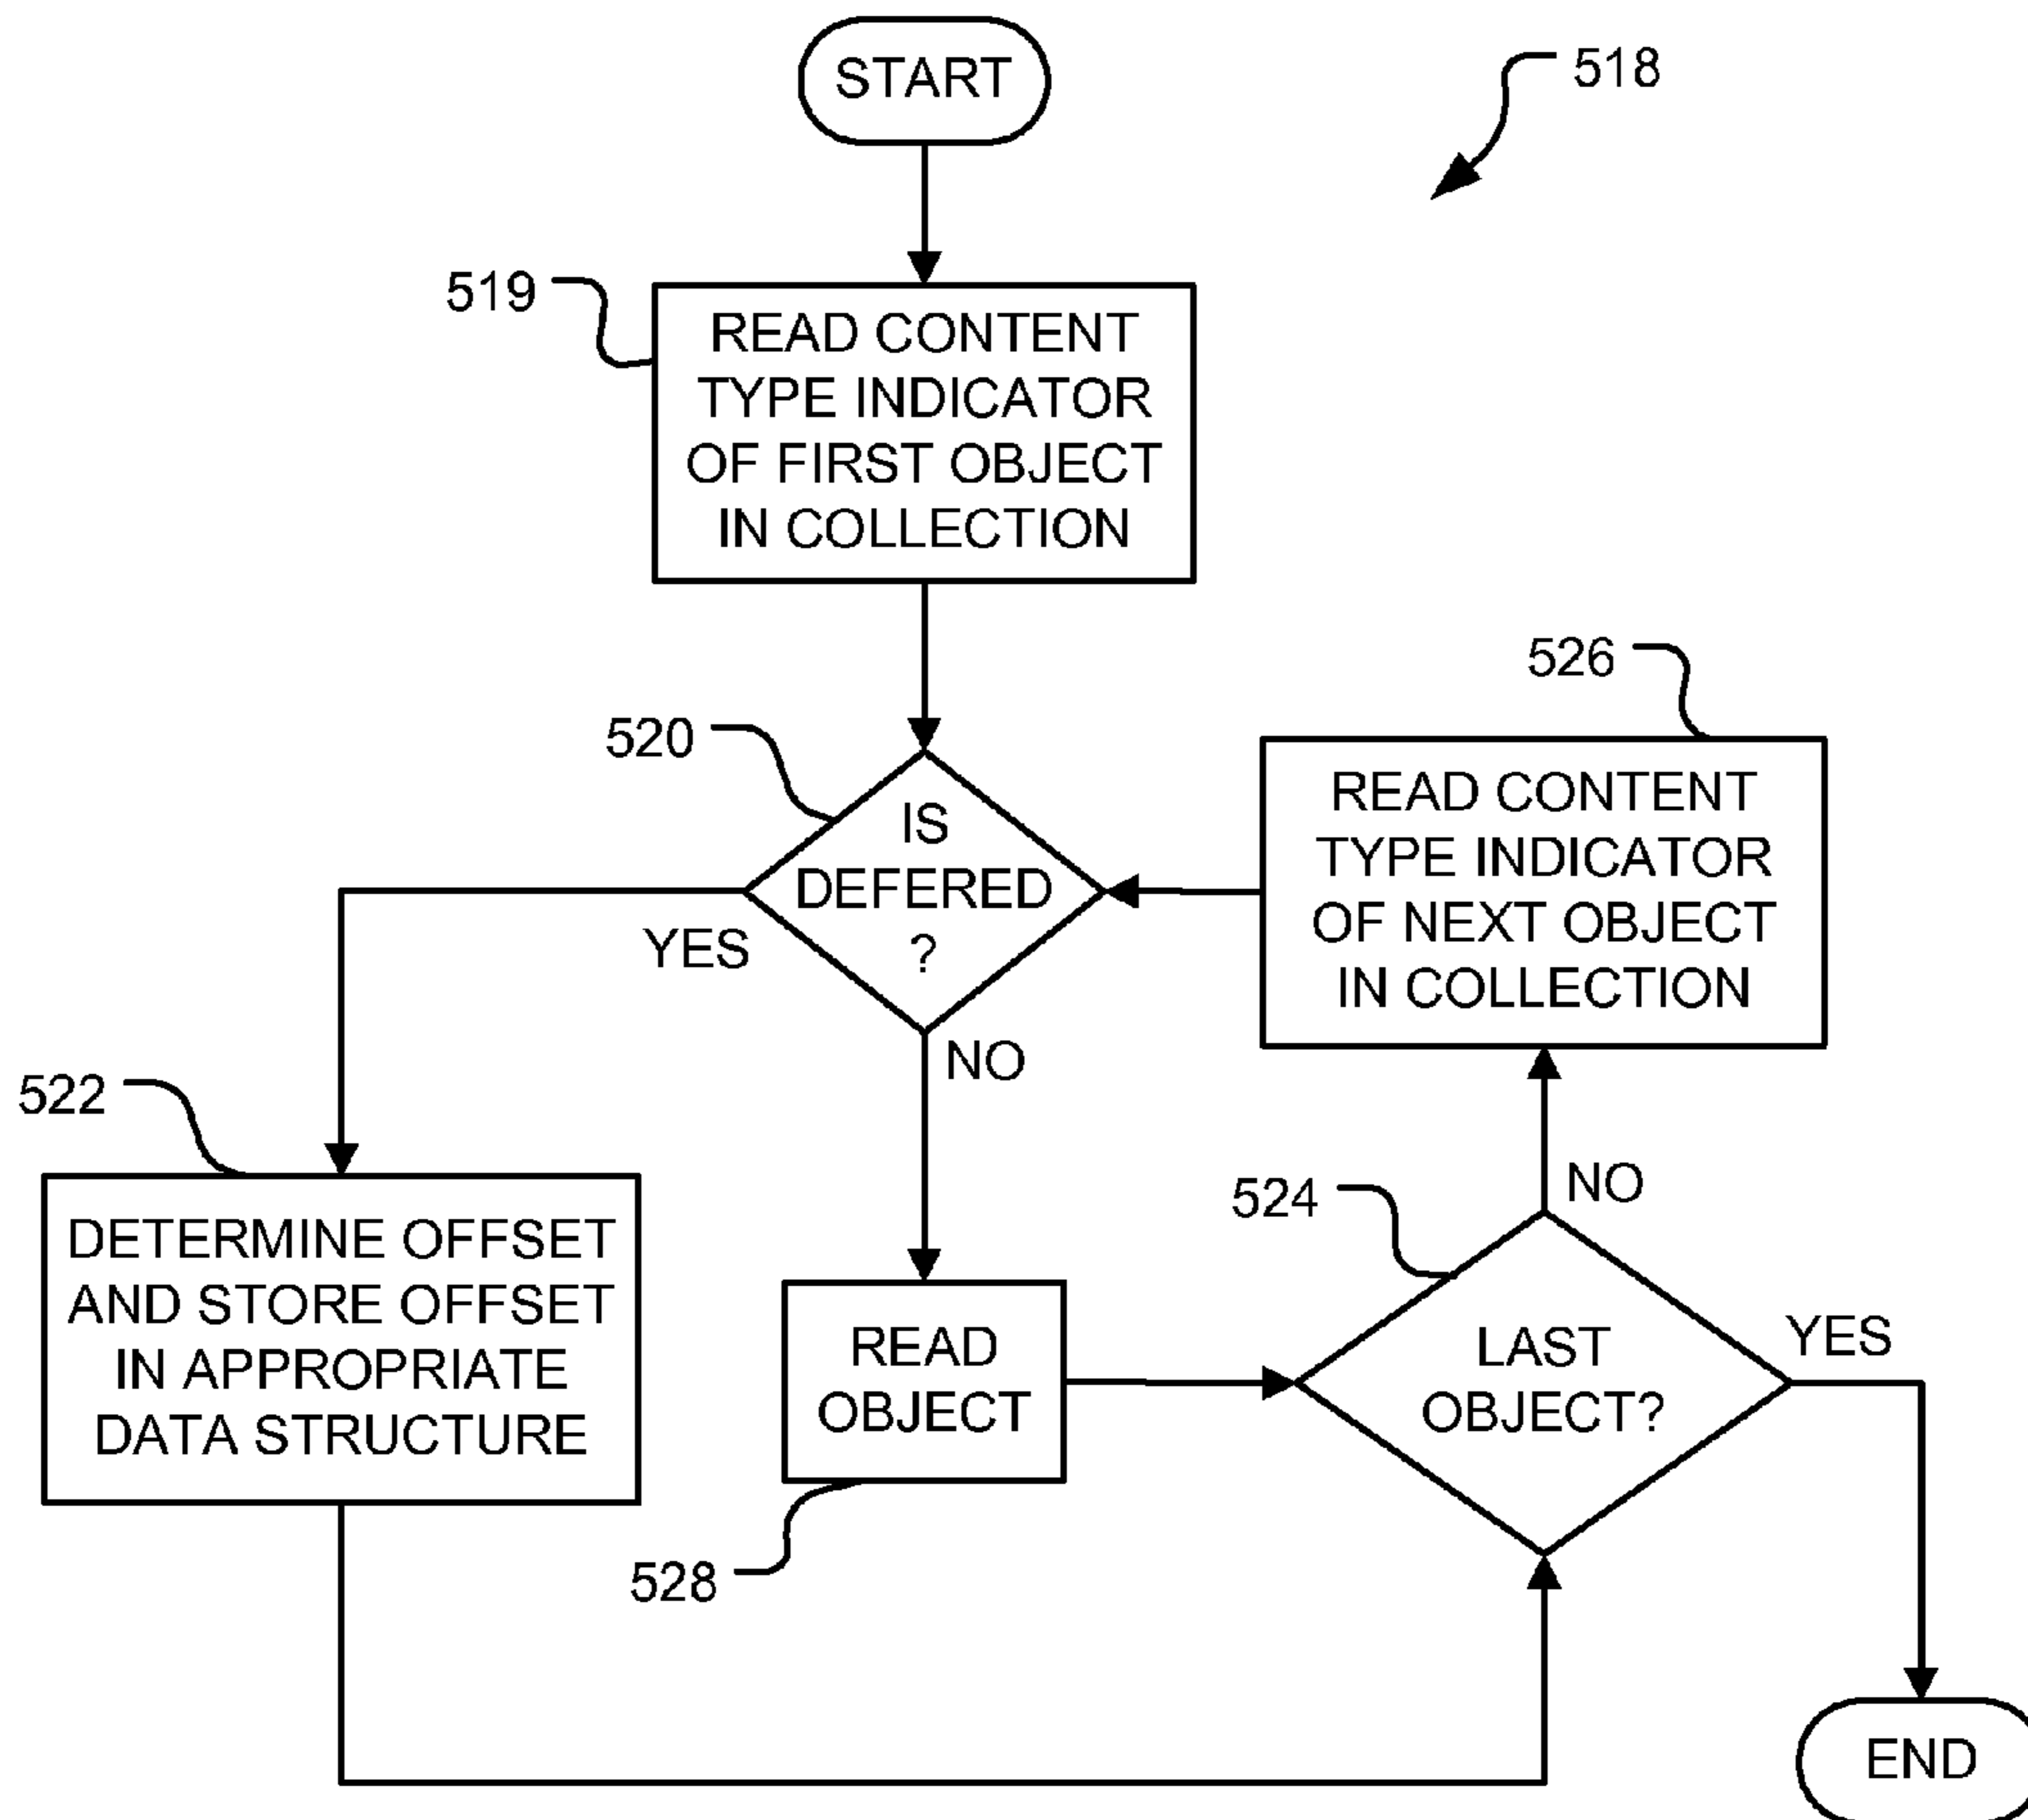 START
518
519
READ CONTENT
TYPE INDICATOR
OF FIRST OBJECT
IN COLLECTION
526
520
IS
DEFERED
?
READ CONTENT
TYPE INDICATOR
OF NEXT OBJECT
IN COLLECTION
YES
NO
522
524
NO
DETERMINE OFFSET
AND STORE OFFSET
IN APPROPRIATE
DATA STRUCTURE
READ
OBJECT
LAST
OBJECT?
YES
528
END